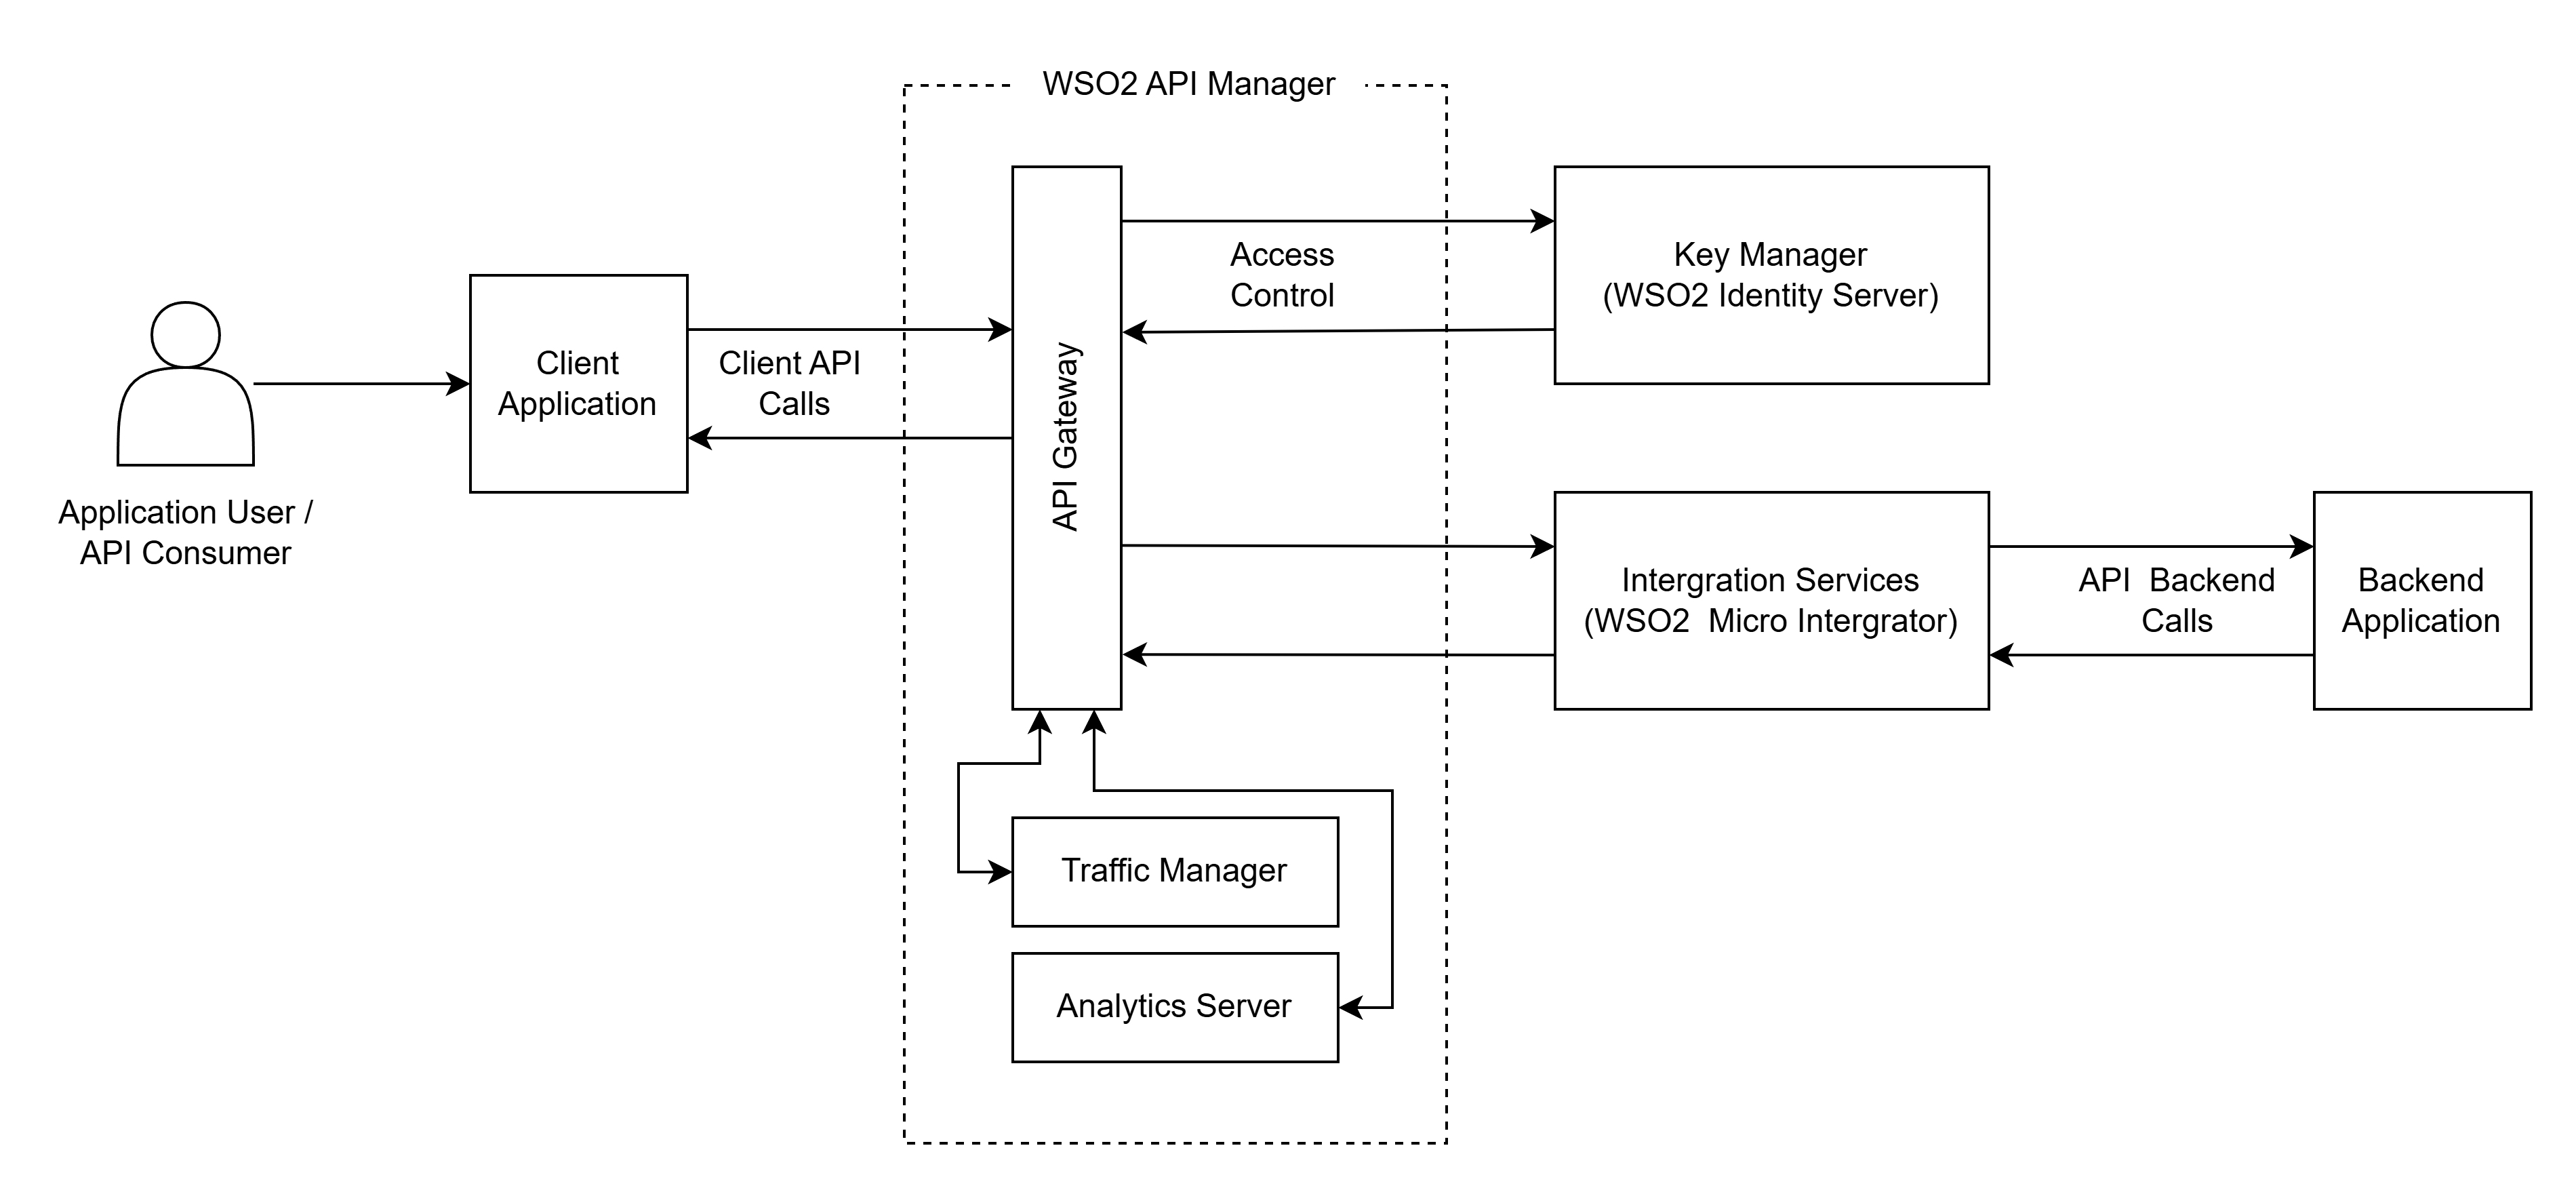 WSO2 API Manager
Application User /
API Consumer
Client
Application
Client API
Calls
API Gateway
Access
Control
Key Manager
(WSO2 Identity Server)
Intergration Services
(WSO2  Micro Intergrator)
API  Backend
Calls
Backend
Application
Traffic Manager
Analytics Server